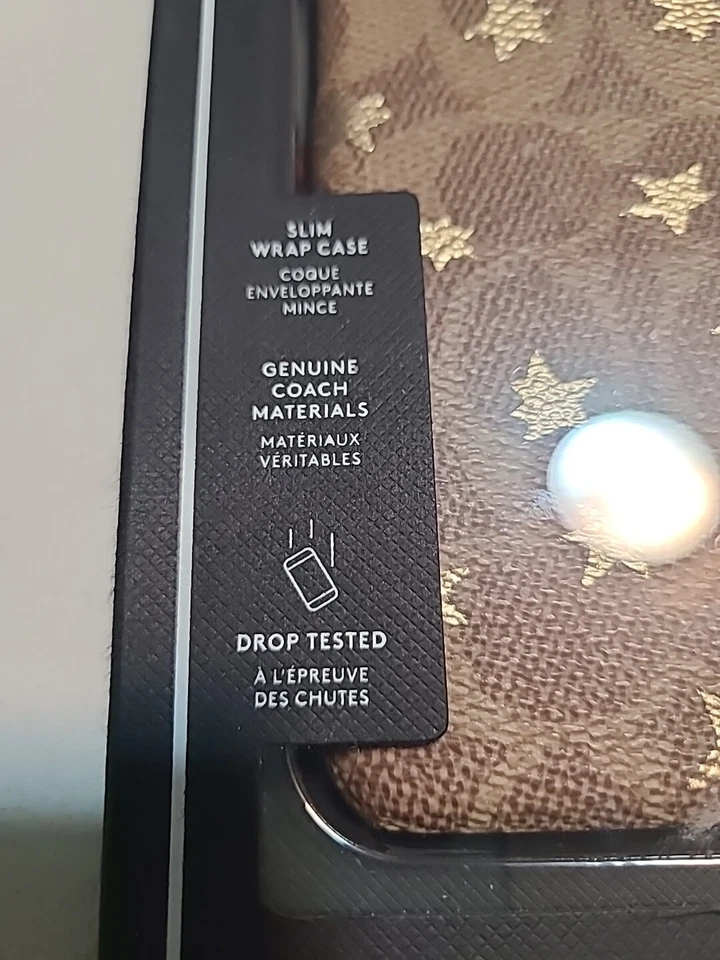 SLIM
WRAP CASE
COQUE
ENVELOPPANTE
MINCE
GENUINE
COACH
MATERIALS
MATÉRIAUX
VÉRITABLES
DROP TESTED
À L'ÉPREUVE
DES CHUTES